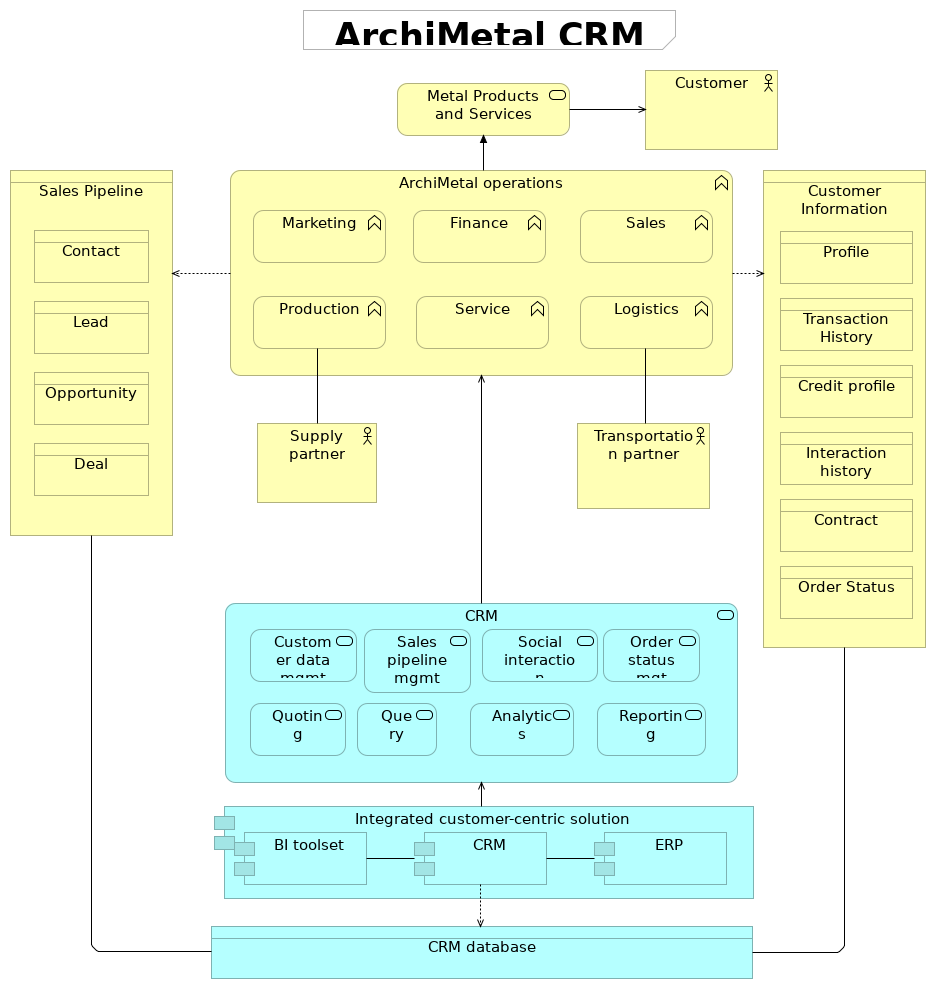 ArchiMetal CRM
Metal Products
and Services
Customer
Sales Pipeline
Contact
Lead
Opportunity
Deal
ArchiMetal operations
Marketing
Finance
Sales
Production
Service
Logistics
Customer
Information
Profile
Transaction
History
Credit profile
Interaction
history
Contract
Order Status
Supply
partner
Transportatio
n partner
CRM
Custom
er data
mgmt
Sales
pipeline
mgmt
Social
interactio
n
Order
status
mgt
Quotin
g
Que
ry
Analytic
s
Reportin
g
Integrated customer-centric solution
BI toolset
CRM
ERP
CRM database